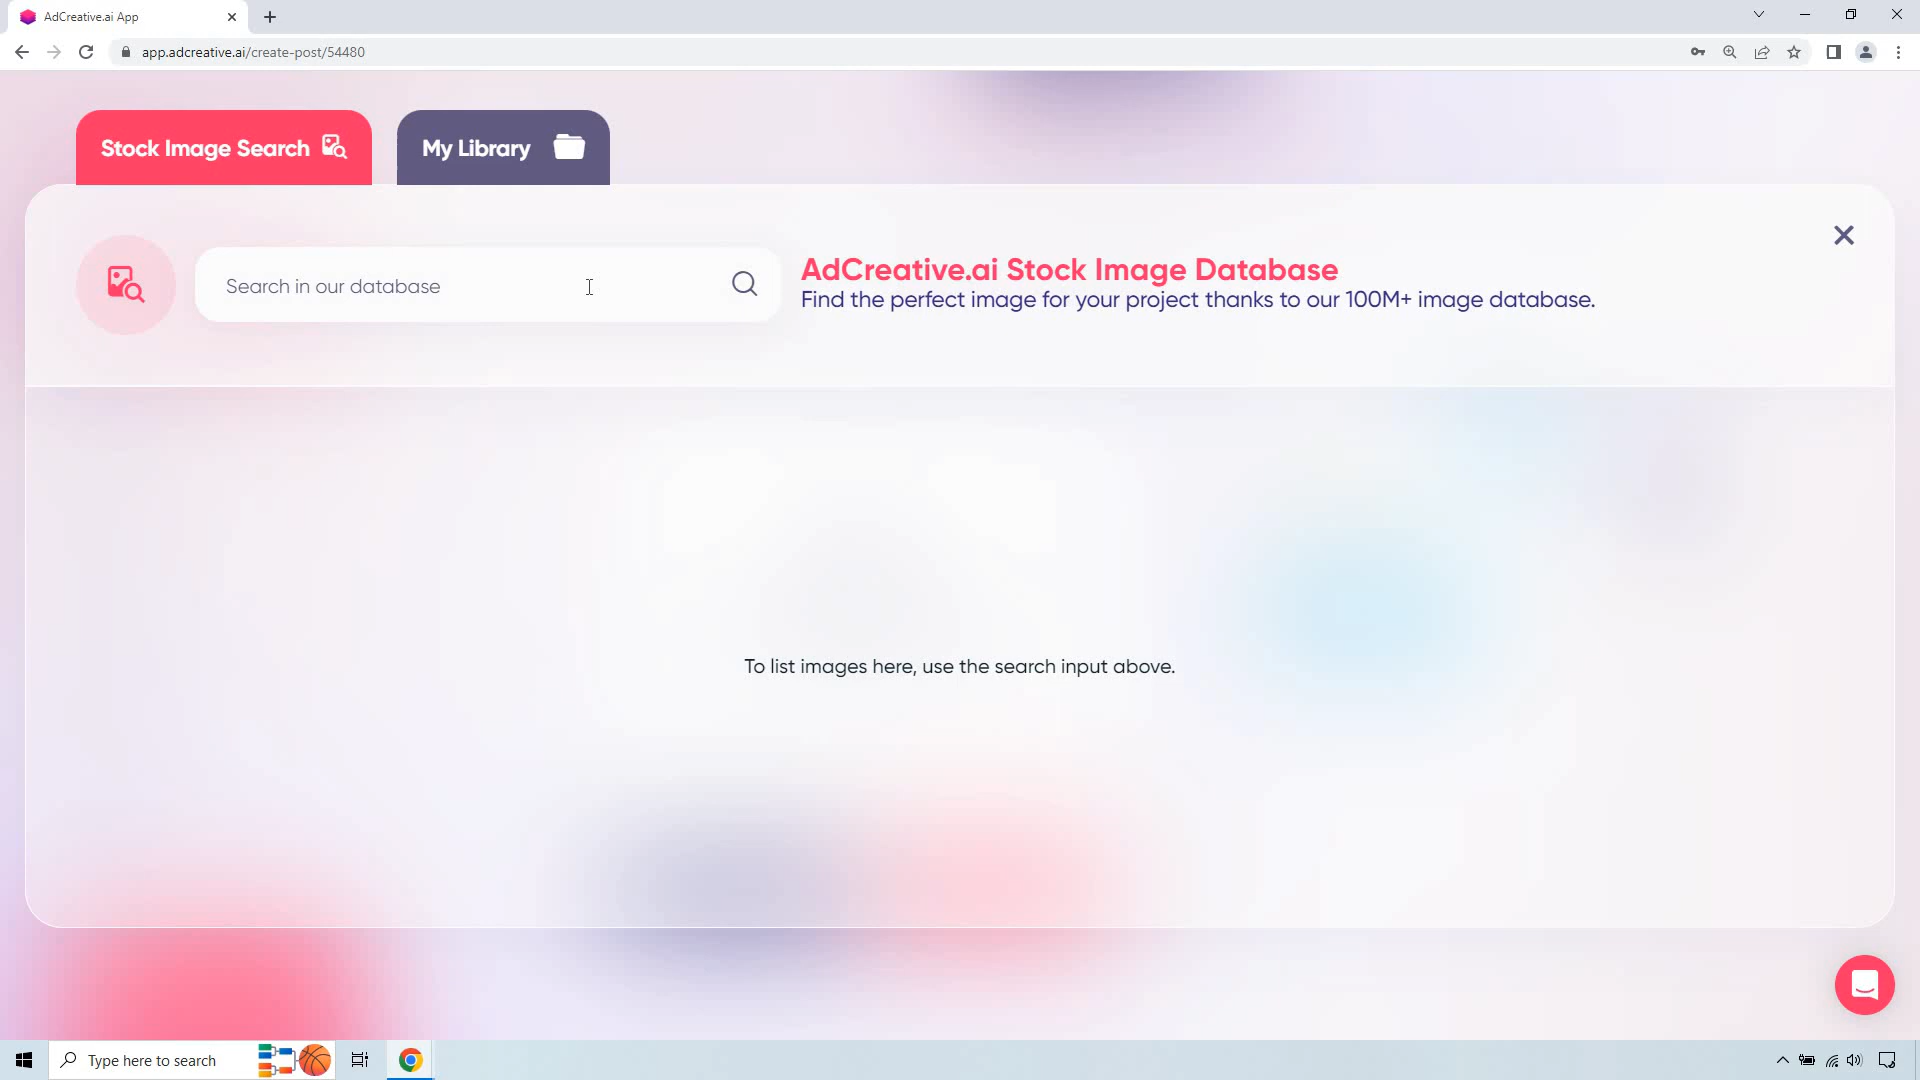 AdCreative.ai App
app.adcreative.ai/create-post/54480
Stock Image Search
My Library
Search in our database
AdCreative.ai Stock Image Database
Find the perfect image for your project thanks to our 100M+ image database.
To list images here, use the search input above.
Type here to search